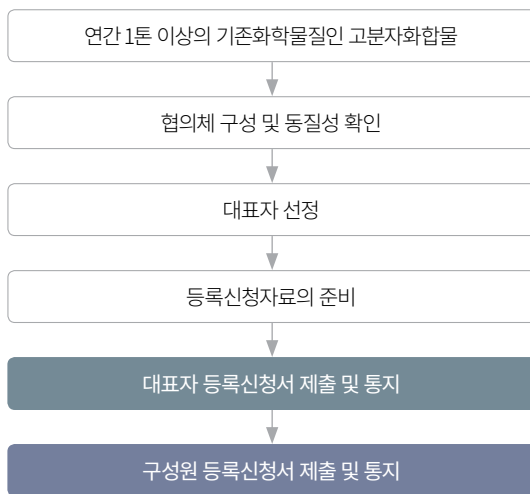 연간 1톤 이상의 기존화학물질인 고분자화합물
협의체 구성 및 동질성 확인
대표자 선정
등록신청자료의 준비
대표자 등록신청서 제출 및 통지
구성원 등록신청서 제출 및 통지